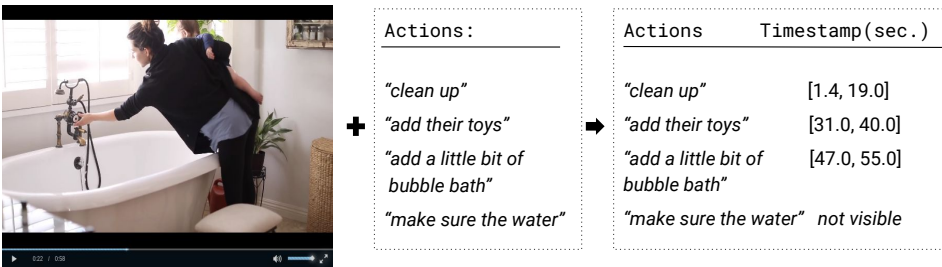 0:22 / 0:58
Actions:
“clean up”
“add their toys”
“add a little bit of
bubble bath”
“make sure the water”
Actions Timestamp(sec.)
“clean up” [1.4, 19.0]
“add their toys” [31.0, 40.0]
“add a little bit of [47.0, 55.0]
bubble bath”
“make sure the water” not visible